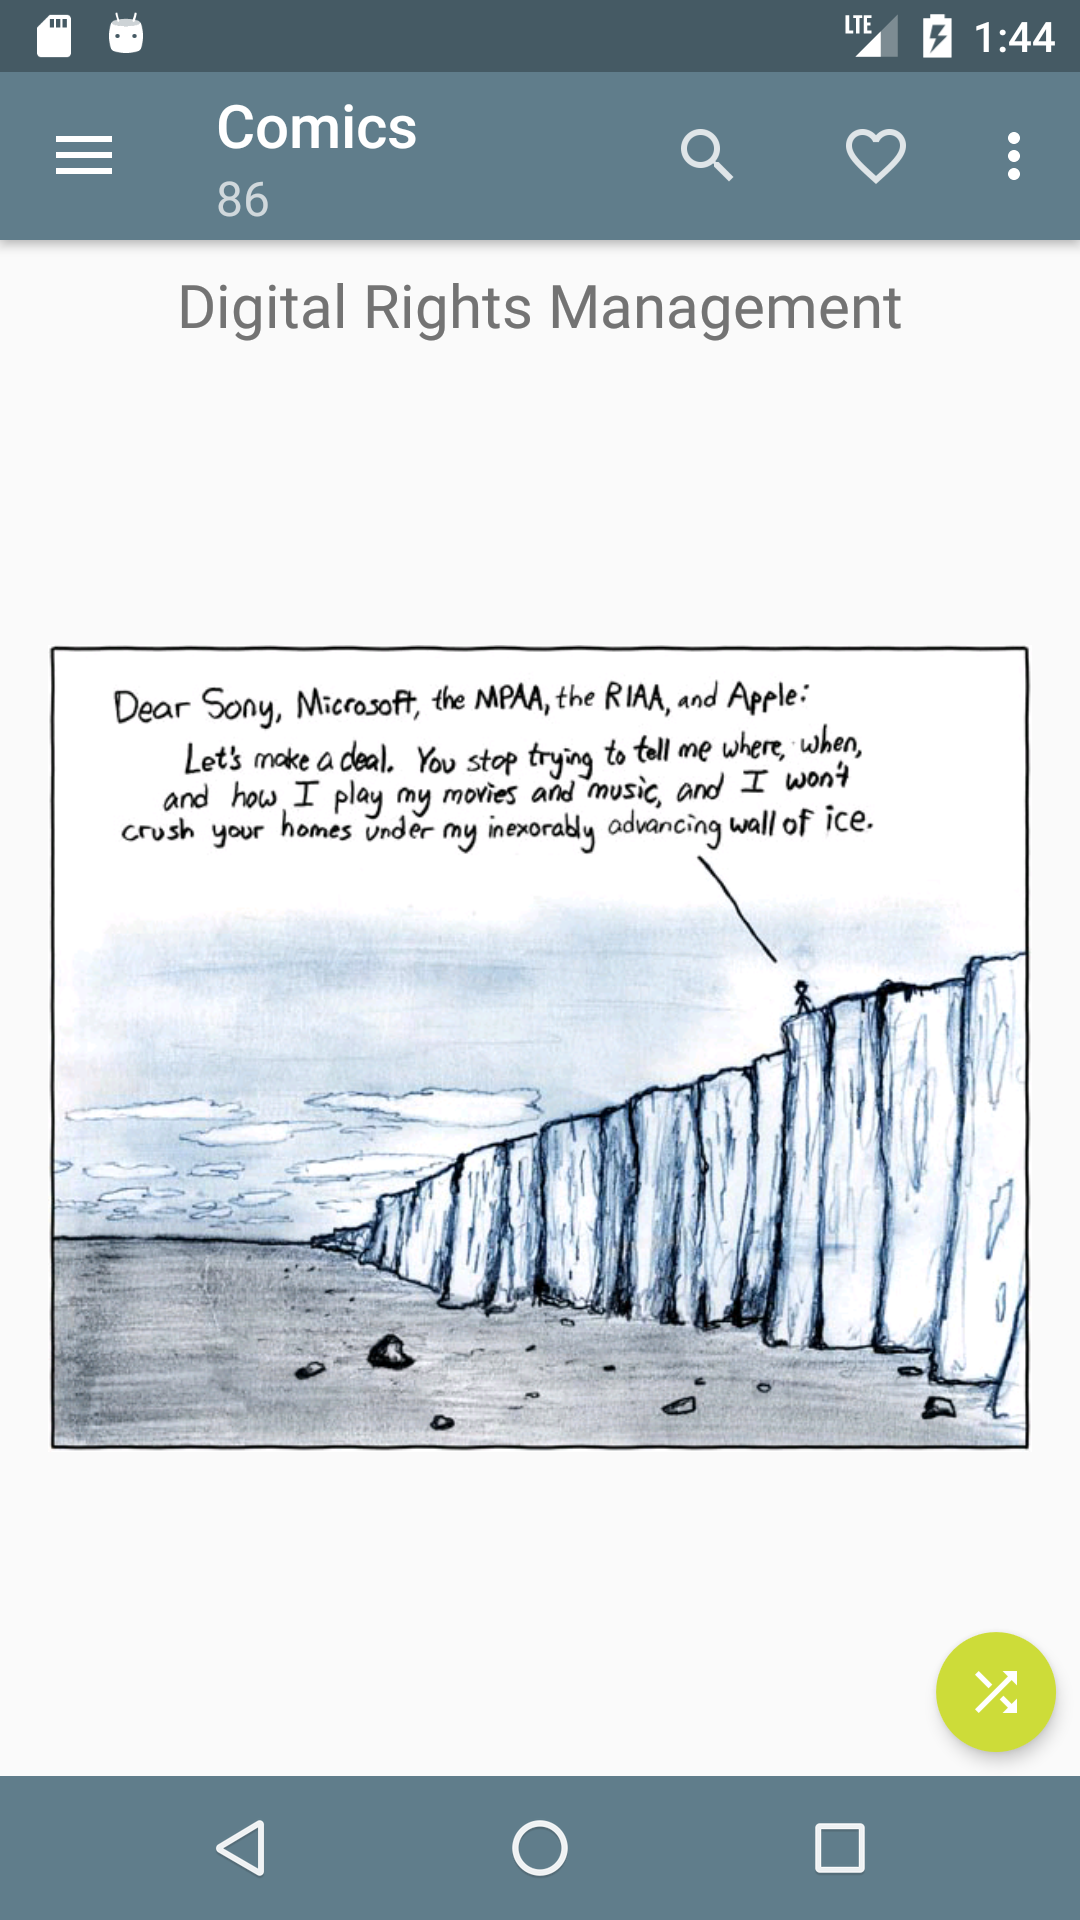 LTE 1:44
Comics
86
Digital Rights Management
Dear Sony, Microsoft, the MPAA, the RIAA, and Apple:
Let's make a deal. You stop trying to tell me where, when,
and how I play my movies and music, and I won't
crush your homes under my inexorably advancing wall of ice.